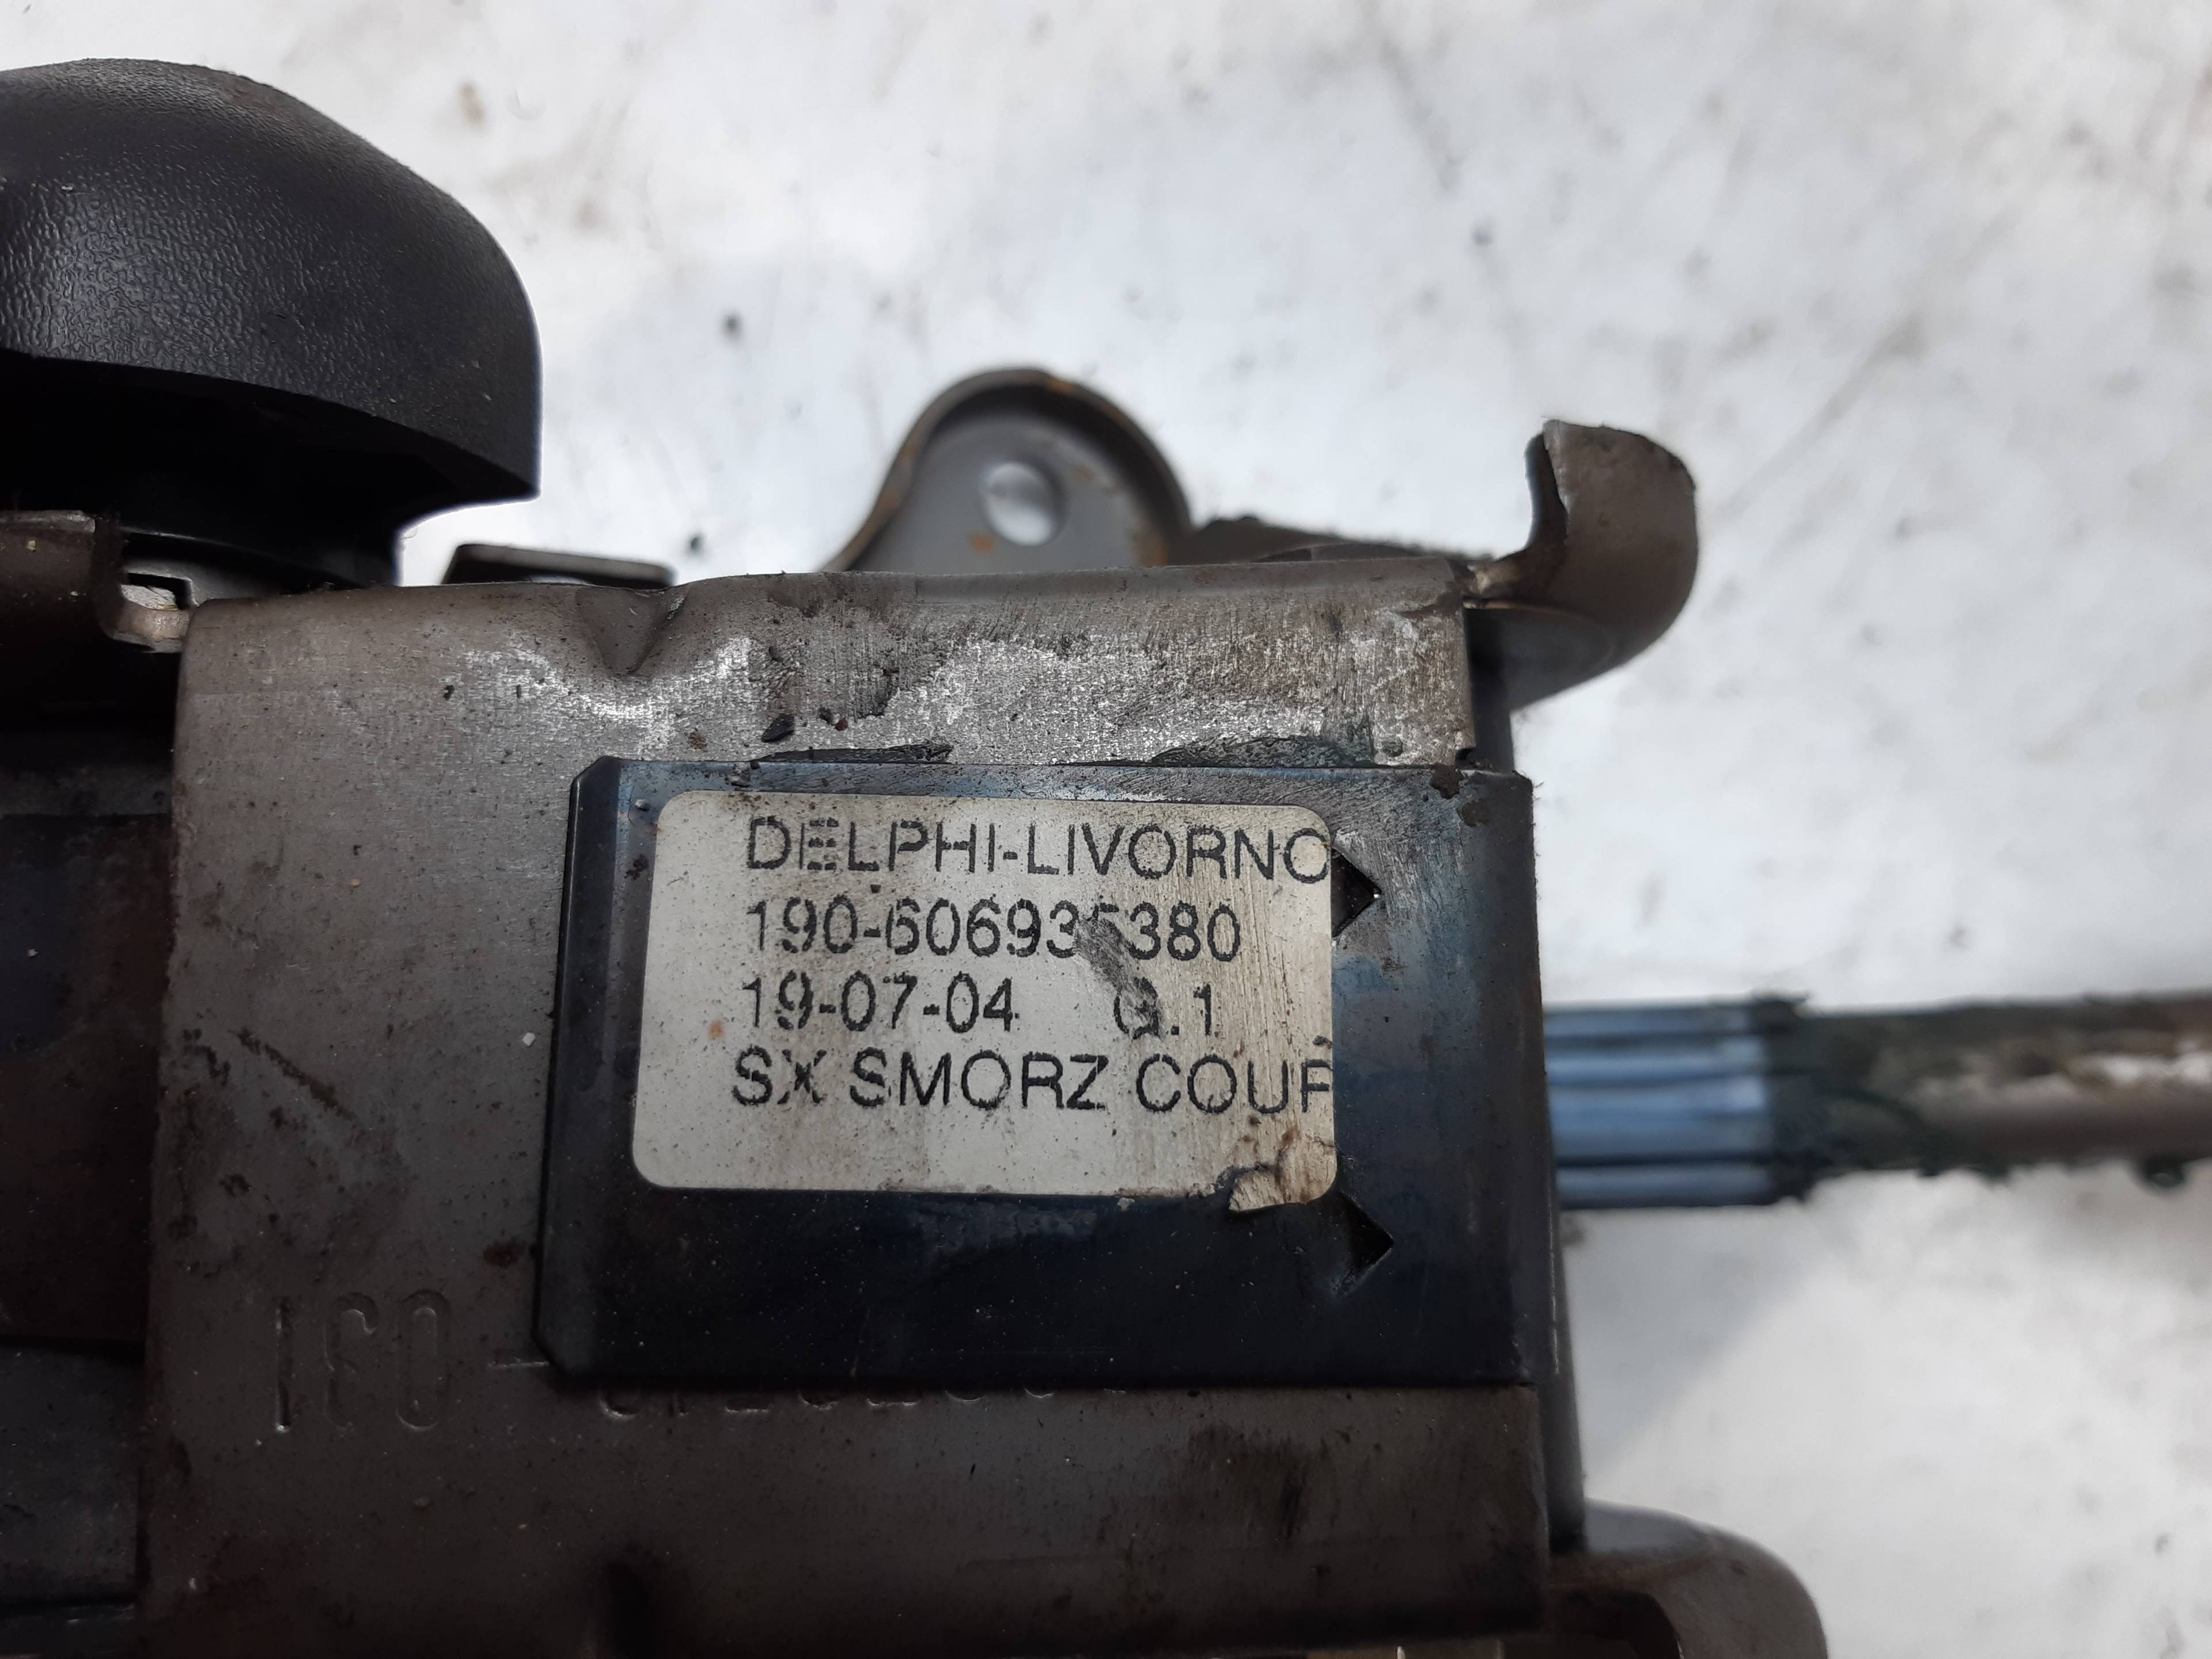 DELPHI-LIVORNO
190-606935380
19-07-04 G.1
SX SMORZ COUP